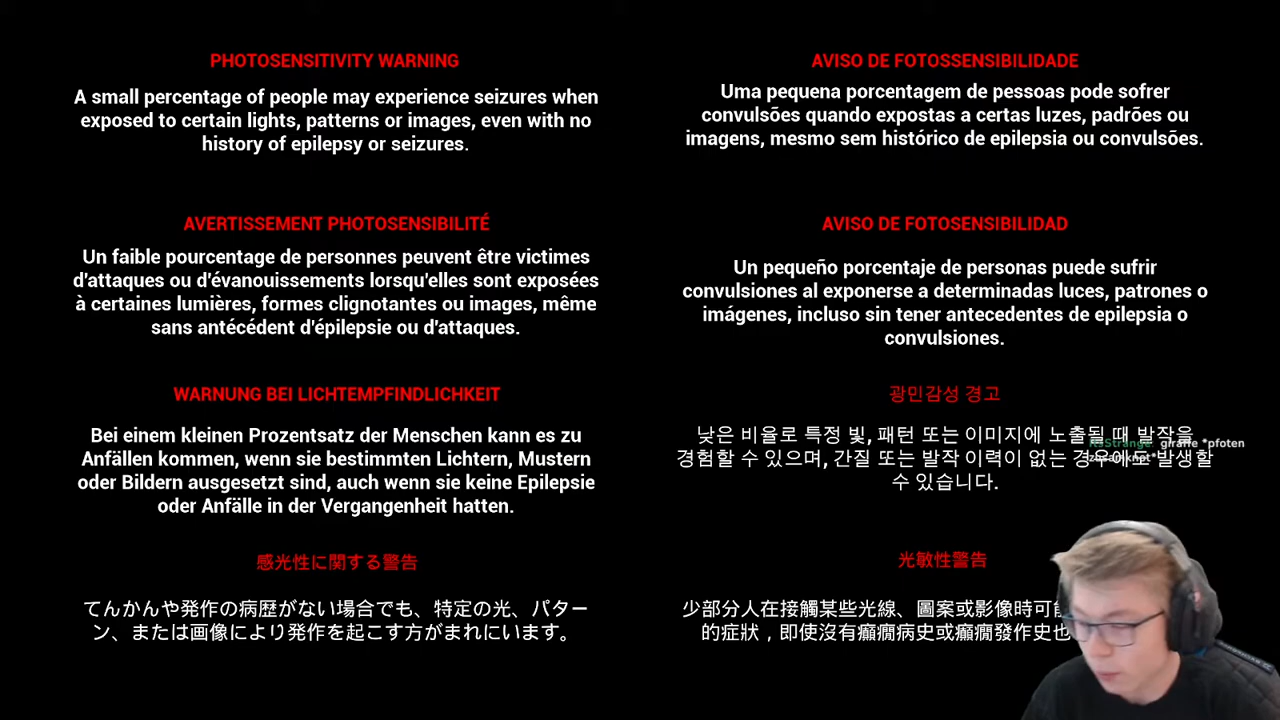 PHOTOSENSITIVITY WARNING
A small percentage of people may experience seizures when
exposed to certain lights, patterns or images, even with no
history of epilepsy or seizures.
AVISO DE FOTOSSENSIBILIDADE
Uma pequena porcentagem de pessoas pode sofrer
convulsões quando expostas a certas luzes, padrões ou
imagens, mesmo sem histórico de epilepsia ou convulsões.
AVERTISSEMENT PHOTOSENSIBILITÉ
Un faible pourcentage de personnes peuvent être victimes
d'attaques ou d'évanouissements lorsqu'elles sont exposées
à certaines lumières, formes clignotantes ou images, même
sans antécédent d'épilepsie ou d'attaques.
AVISO DE FOTOSENSIBILIDAD
Un pequeño porcentaje de personas puede sufrir
convulsiones al exponerse a determinadas luces, patrones o
imágenes, incluso sin tener antecedentes de epilepsia o
convulsiones.
WARNUNG BEI LICHTEMPFINDLICHKEIT
Bei einem kleinen Prozentsatz der Menschen kann es zu
Anfällen kommen, wenn sie bestimmten Lichtern, Mustern
oder Bildern ausgesetzt sind, auch wenn sie keine Epilepsie
oder Anfälle in der Vergangenheit hatten.
광민감성 경고
낮은 비율로 특정 빛, 패턴 또는 이미지에 노출될 때 발작을
경험할 수 있으며, 간질 또는 발작 이력이 없는 경우에도 발생할
수 있습니다.
ItsStrange: giraffe *pfoten
感光性に関する警告
てんかんや発作の病歴がない場合でも、特定の光、パター
ン、または画像により発作を起こす方がまれにいます。
光敏性警告
少部分人在接觸某些光線、圖案或影像時可能
的症狀，即使沒有癲癇病史或癲癇發作史也